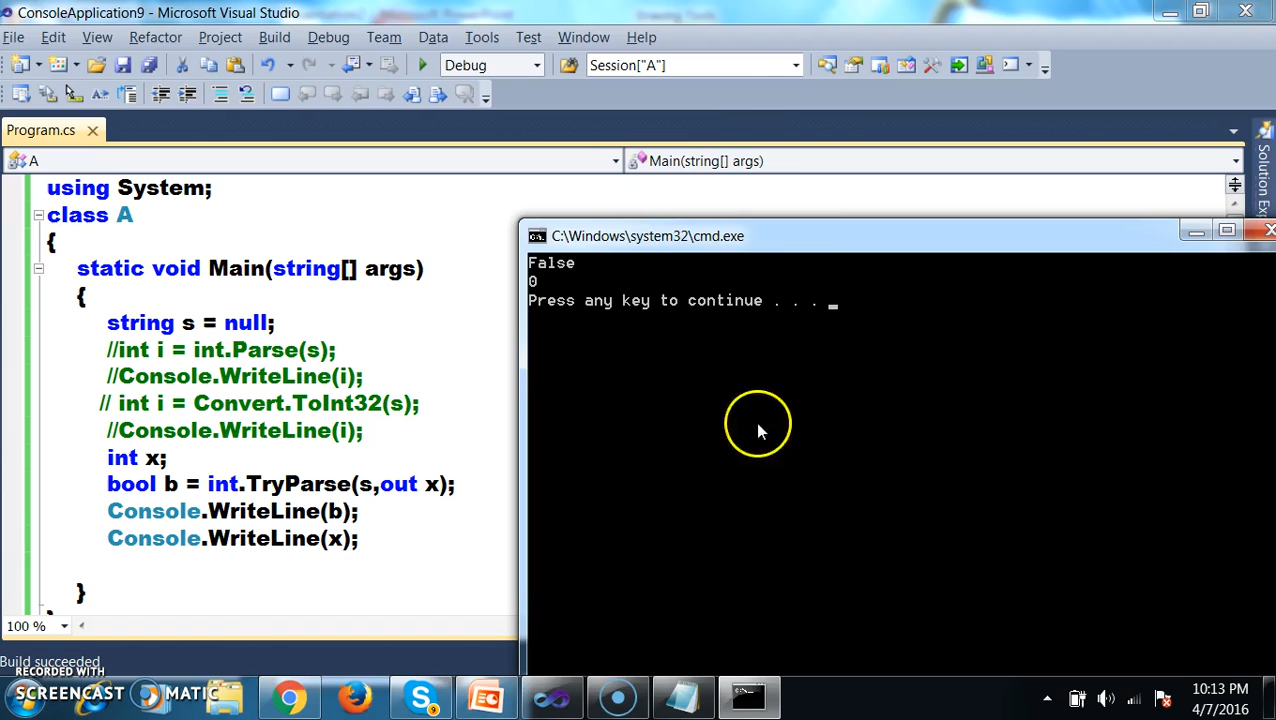 ConsoleApplication9 - Microsoft Visual Studio
File Edit View Refactor Project Build Debug Team Data Tools Test Window Help
Debug Session["A"]
Program.cs
A Main(string[] args)
Solution Exp
using System;
class A
{
static void Main(string[] args)
{
string s = null;
//int i = int.Parse(s);
//Console.WriteLine(i);
// int i = Convert.ToInt32(s);
//Console.WriteLine(i);
int x;
bool b = int.TryParse(s,out x);
Console.WriteLine(b);
Console.WriteLine(x);
}
C:\Windows\system32\cmd.exe
False
0
Press any key to continue . . .
100 %
Build succeeded
RECORDED WITH
SCREENCAST MATIC
9
10:13 PM
4/7/2016